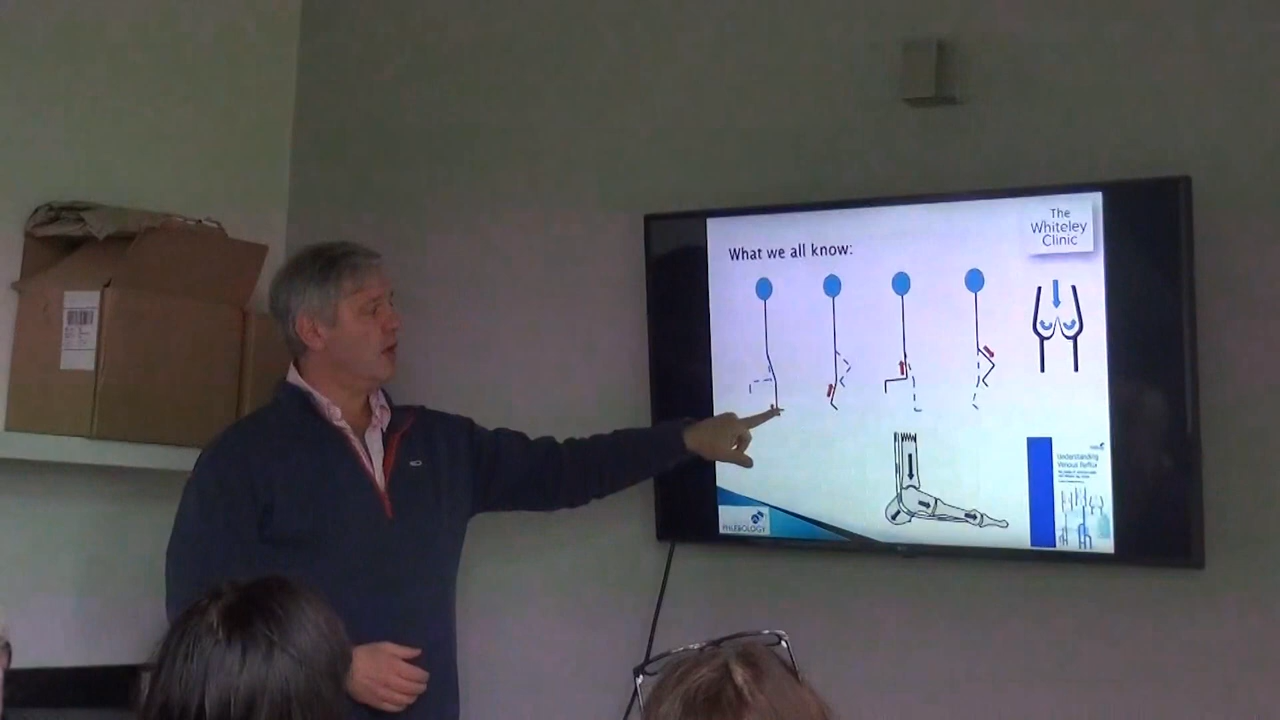 The
Whiteley
Clinic
What we all know:
Understanding
Venous Reflux
PHLEBOLOGY